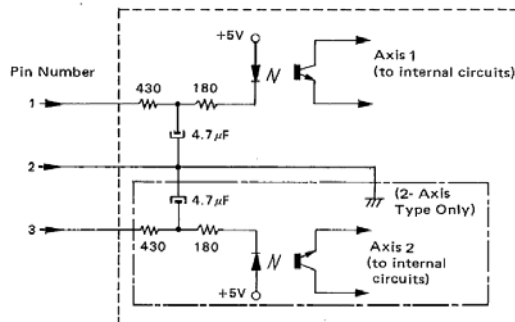 +5V
Axis 1
(to internal circuits)
Pin Number
430
180
1
4.7μF
2
4.7μF
(2- Axis
Type Only)
3
430
180
Axis 2
(to internal
circuits)
+5V